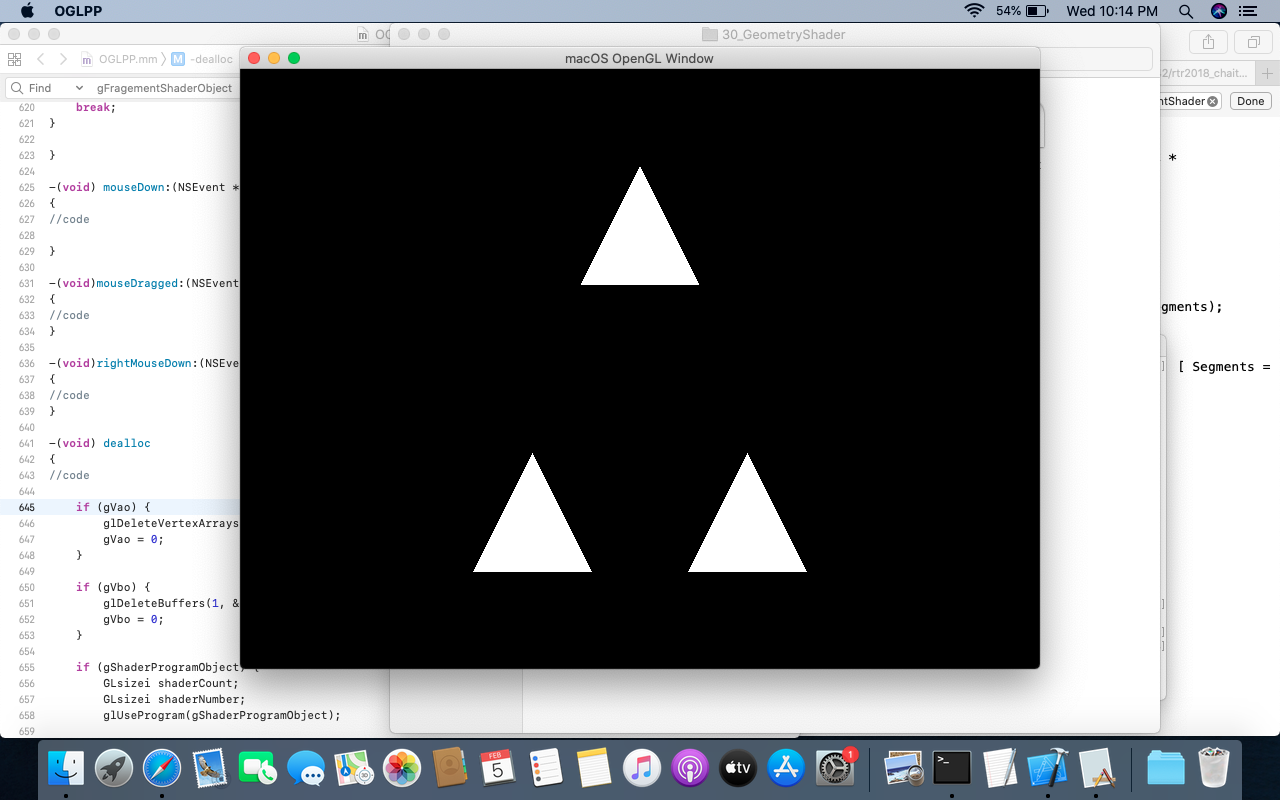 OGLPP
54%
Wed 10:14 PM
30_GeometryShader
OGLPP.mm
M
-dealloc
2/rtr2018_chait...
macOS OpenGL Window
Find
gFragementShaderObject
ntShader
Done
620 break;
621 }
622
623 }
624
625 -(void) mouseDown:(NSEvent *
626 {
627 //code
628
629 }
630
631 -(void)mouseDragged:(NSEvent
632 {
633 //code
634 }
635
636 -(void)rightMouseDown:(NSEve
637 {
638 //code
639 }
640
641 -(void) dealloc
642 {
643 //code
644
645 if (gVao) {
646 glDeleteVertexArrays
647 gVao = 0;
648 }
649
650 if (gVbo) {
651 glDeleteBuffers(1, &
652 gVbo = 0;
653 }
654
655 if (gShaderProgramObject) {
656 GLsizei shaderCount;
657 GLsizei shaderNumber;
658 glUseProgram(gShaderProgramObject);
659
*
gments);
] [ Segments =
]
]
]
FEB
5
3D
tv
1
>_